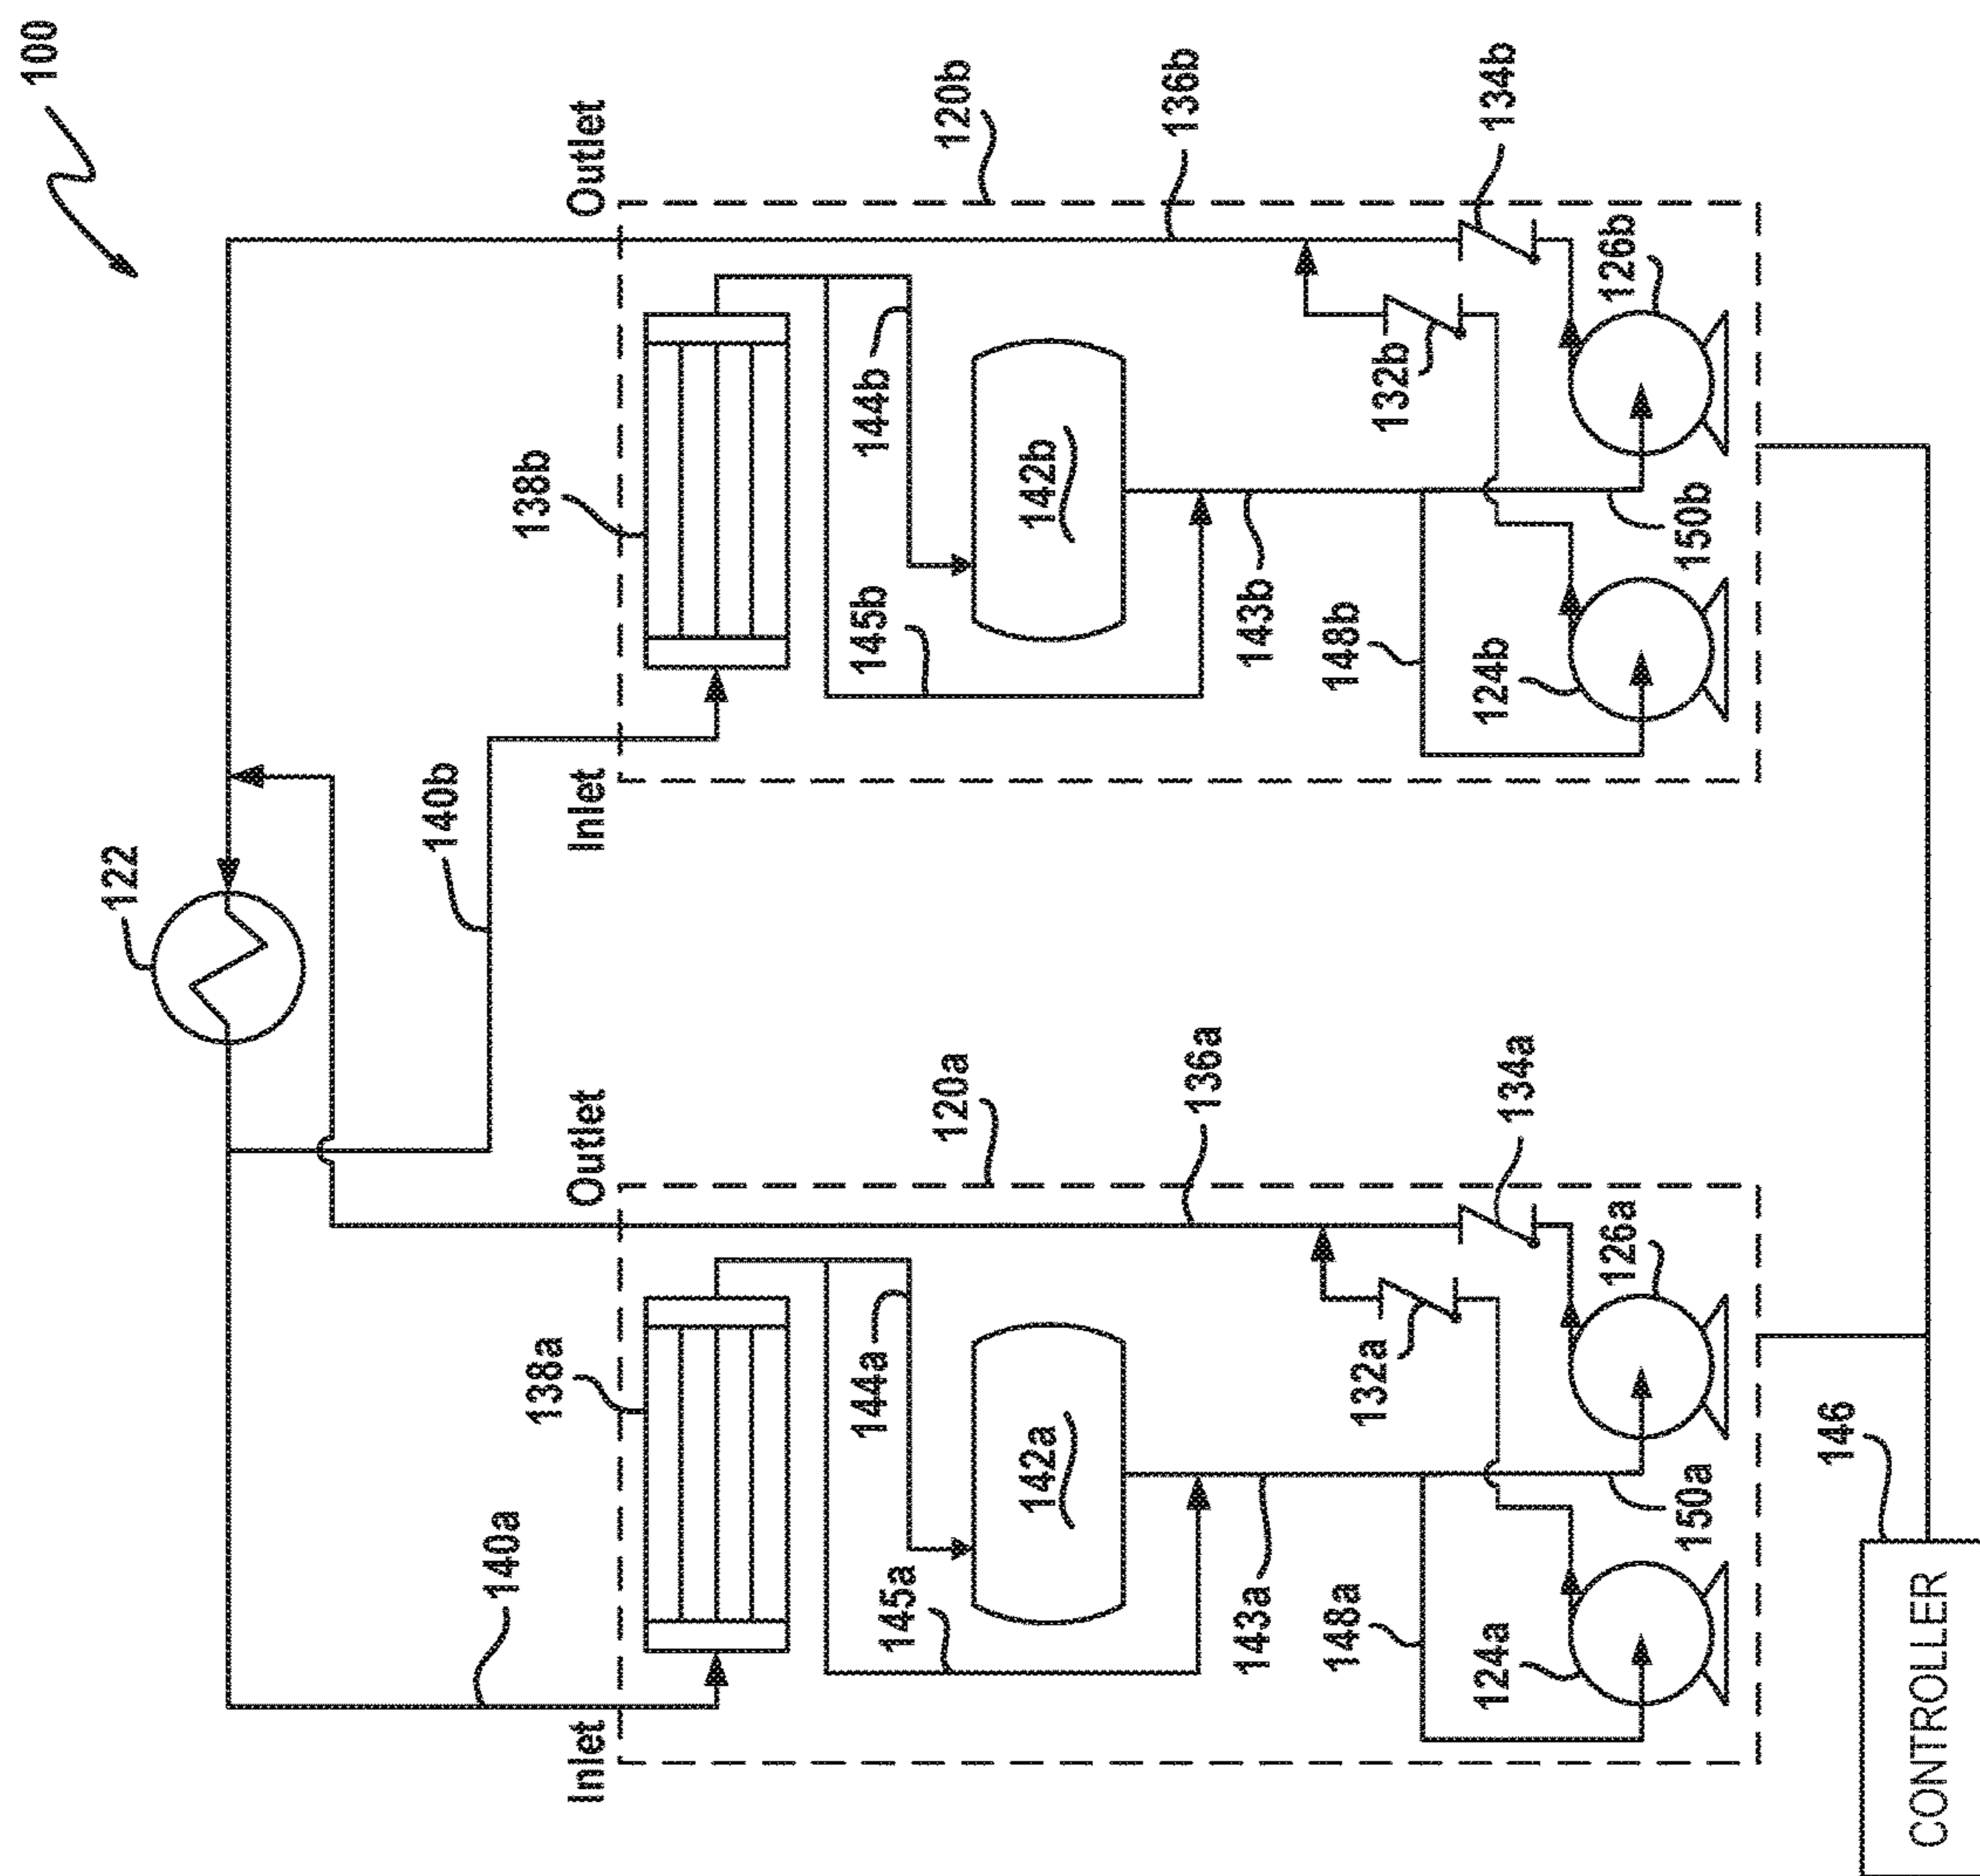 100
122
140a
140b
Inlet
Outlet
Inlet
Outlet
138a
120a
138b
120b
144a
142a
145a
136a
144b
142b
145b
136b
143a
148a
132a
134a
124a
126a
150a
143b
148b
132b
134b
124b
126b
150b
146
CONTROLLER